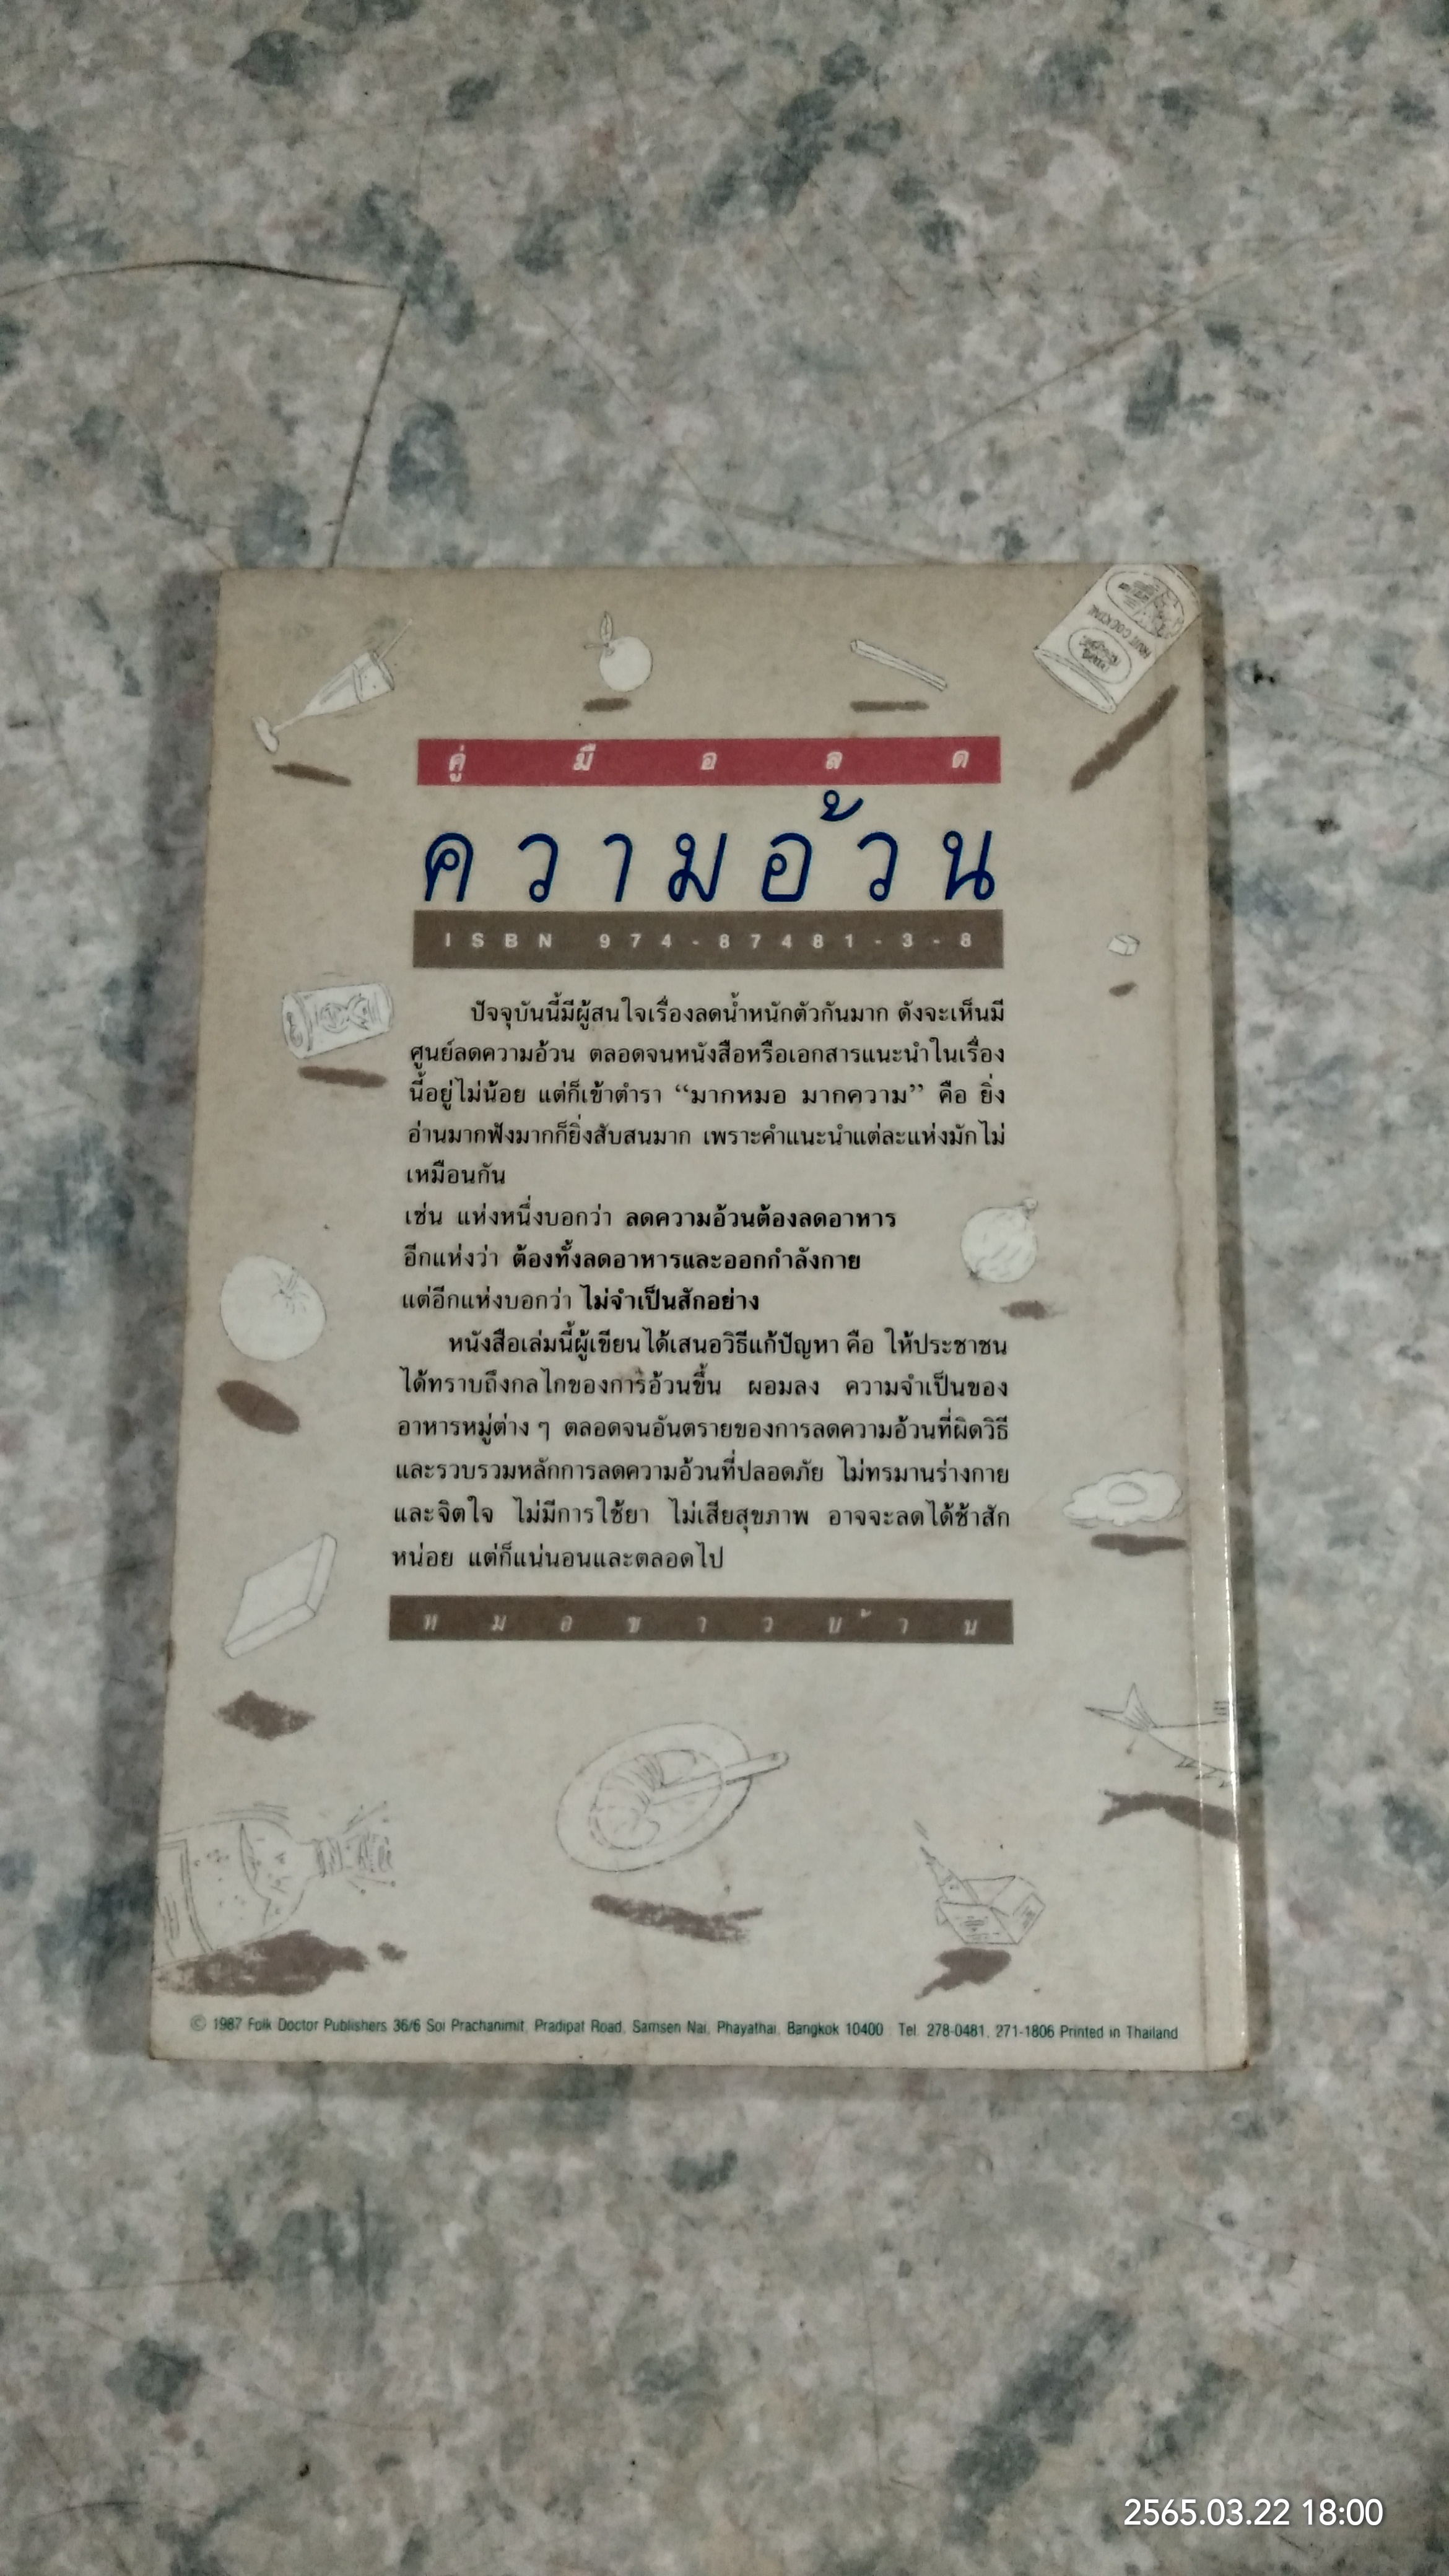 FRUIT COCKTAIL
คู่มือลด
ความอ้วน
ISBN 974-87481-3-8
ปัจจุบันนี้มีผู้สนใจเรื่องลดน้ำหนักตัวกันมาก ดังจะเห็นมี
ศูนย์ลดความอ้วน ตลอดจนหนังสือหรือเอกสารแนะนำในเรื่อง
นี้อยู่ไม่น้อย แต่ก็เข้าตำรา “มากหมอ มากความ” คือ ยิ่ง
อ่านมากฟังมากก็ยิ่งสับสนมาก เพราะคำแนะนำแต่ละแห่งมักไม่
เหมือนกัน
เช่น แห่งหนึ่งบอกว่า ลดความอ้วนต้องลดอาหาร
อีกแห่งว่า ต้องทั้งลดอาหารและออกกำลังกาย
แต่อีกแห่งบอกว่า ไม่จำเป็นสักอย่าง
หนังสือเล่มนี้ผู้เขียนได้เสนอวิธีแก้ปัญหา คือ ให้ประชาชน
ได้ทราบถึงกลไกของการอ้วนขึ้น ผอมลง ความจำเป็นของ
อาหารหมู่ต่าง ๆ ตลอดจนอันตรายของการลดความอ้วนที่ผิดวิธี
และรวบรวมหลักการลดความอ้วนที่ปลอดภัย ไม่ทรมานร่างกาย
และจิตใจ ไม่มีการใช้ยา ไม่เสียสุขภาพ อาจจะลดได้ช้าสัก
หน่อย แต่ก็แน่นอนและตลอดไป
หมอชาวบ้าน
© 1987 Folk Doctor Publishers 36/6 Soi Prachanimit, Pradipat Road, Samsen Nai, Phayathai, Bangkok 10400 Tel. 278-0481, 271-1806 Printed in Thailand
2565.03.22 18:00